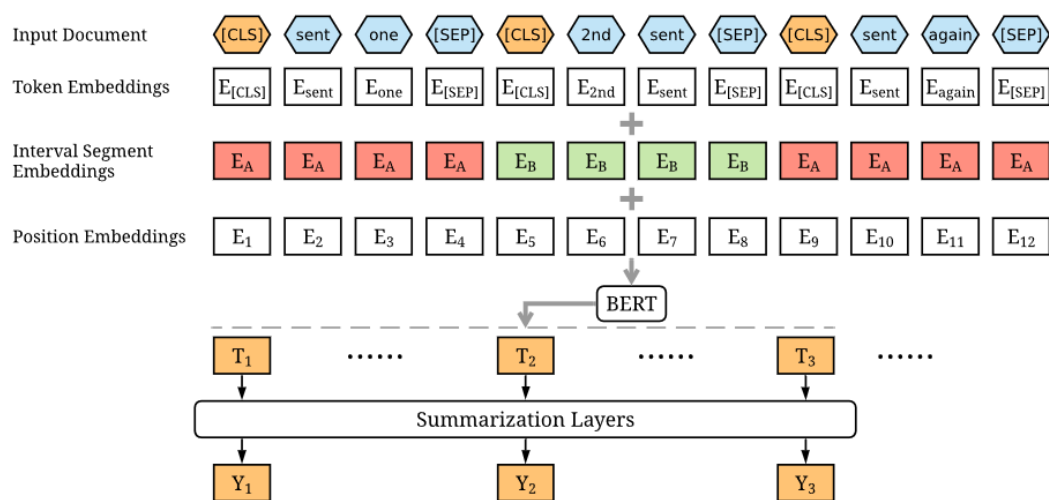 Input Document [CLS] sent one [SEP] [CLS] 2nd sent [SEP] [CLS] sent again [SEP]
Token Embeddings E[CLS] Esent Eone E[SEP] E[CLS] E2nd Esent E[SEP] E[CLS] Esent Eagain E[SEP]
+
Interval Segment
Embeddings EA EA EA EA EB EB EB EB EA EA EA EA
+
Position Embeddings E1 E2 E3 E4 E5 E6 E7 E8 E9 E10 E11 E12
BERT
T1 ...... T2 ...... T3 ......
Summarization Layers
Y1 Y2 Y3